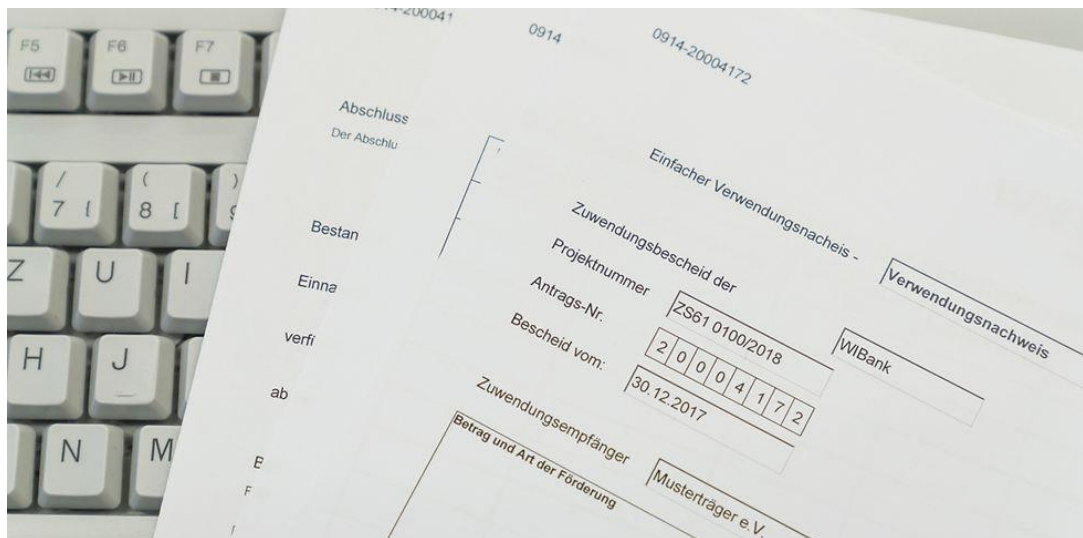 F5
F6
F7
/
7 {
(
8 [
)
9
Z
U
I
H
J
N
M
0914
0914-20004172
Abschluss
Der Abschlu
Bestan
Einna
verfi
ab
Einfacher Verwendungsnacheis -
Verwendungsnachweis
Zuwendungsbescheid der
WIBank
Projektnummer
ZS61 0100/2018
Antrags-Nr.
2 0 0 0 4 1 7 2
Bescheid vom:
30.12.2017
Zuwendungsempfänger
Musterträger e.V.
Betrag und Art der Förderung